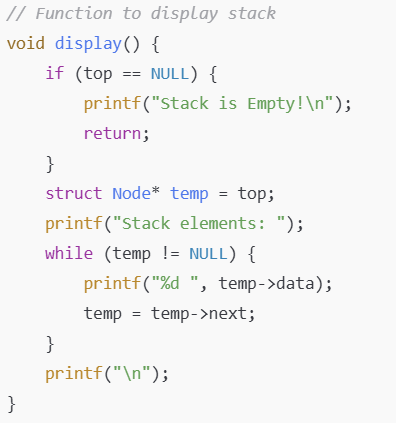 // Function to display stack
void display() {
    if (top == NULL) {
        printf("Stack is Empty!\n");
        return;
    }
    struct Node* temp = top;
    printf("Stack elements: ");
    while (temp != NULL) {
        printf("%d ", temp->data);
        temp = temp->next;
    }
    printf("\n");
}